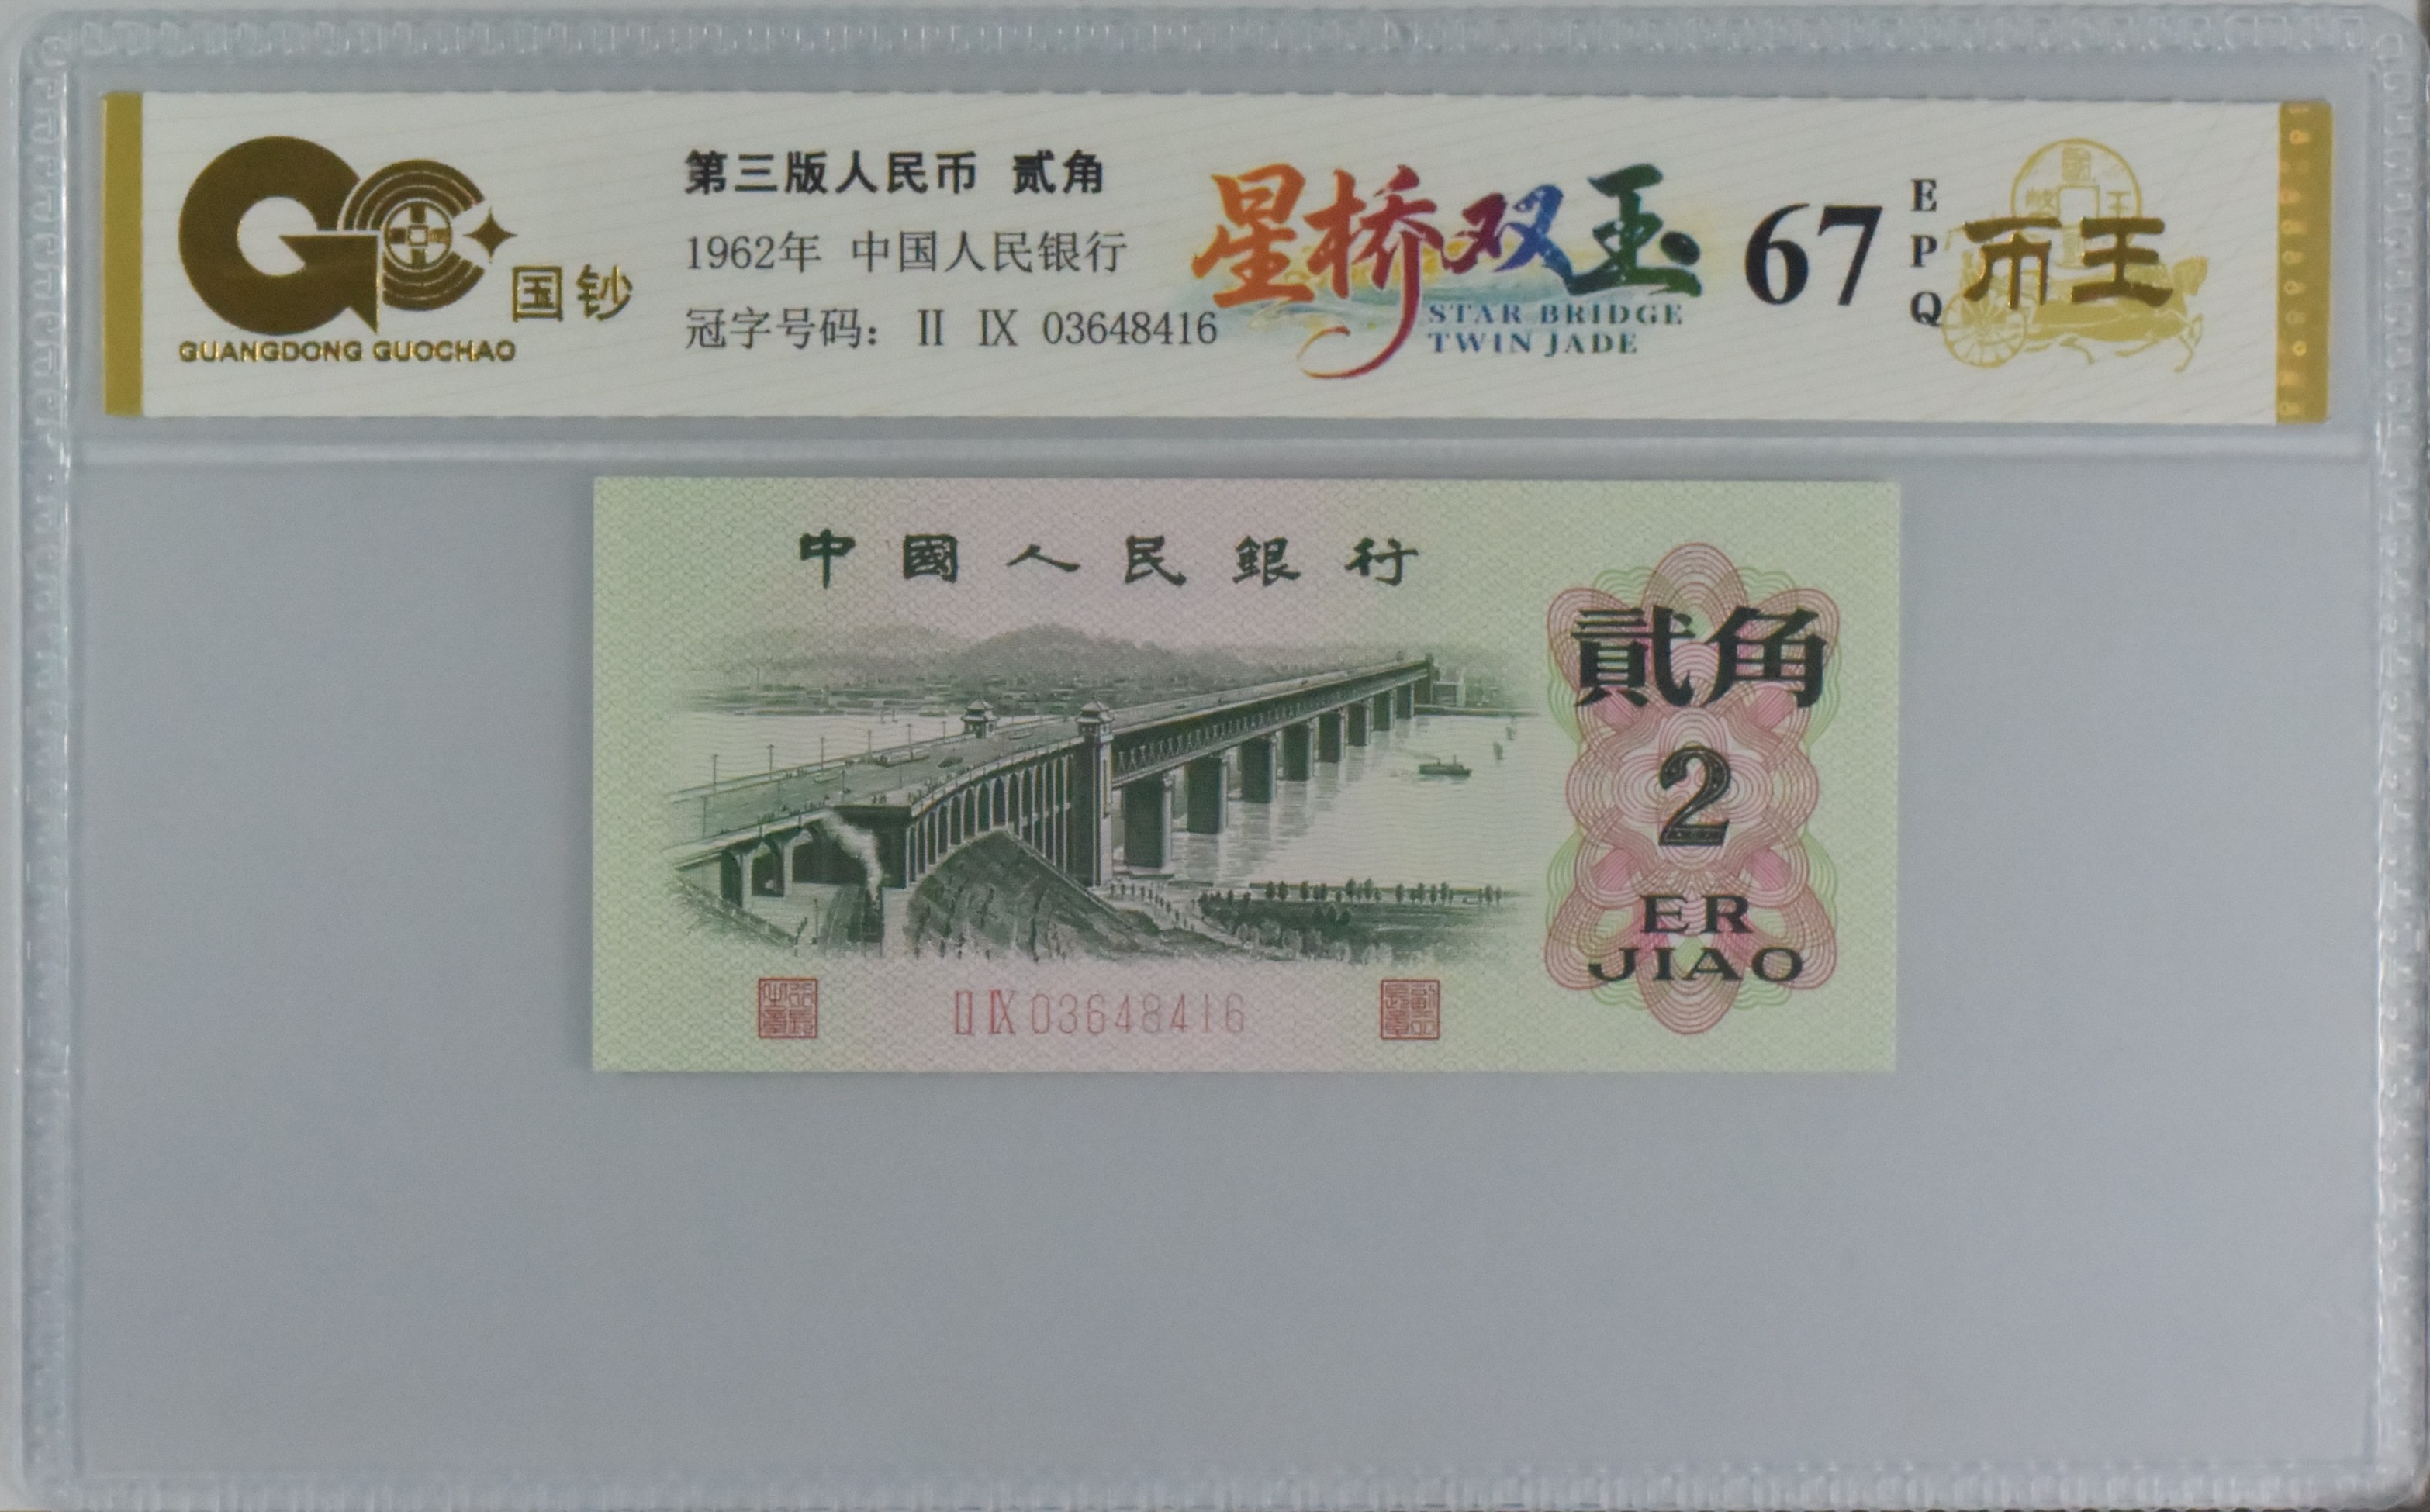 国钞
GUANGDONG GUOCHAO
第三版人民币 贰角
1962年 中国人民银行
冠字号码: II IX 03648416
星桥双玉
STAR BRIDGE
TWIN JADE
67
E
P
Q
币王
中國人民銀行
貳角
2
ER
JIAO
II IX 03648416